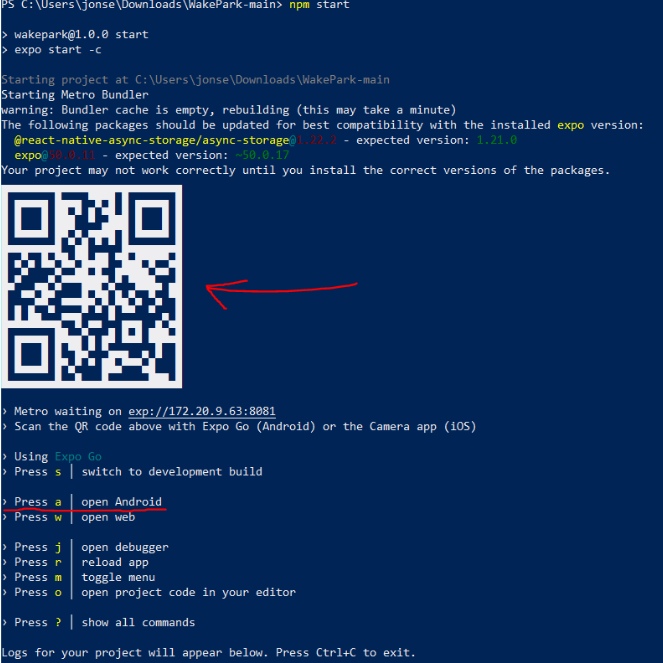 PS C:\Users\jonse\Downloads\WakePark-main> npm start
> wakepark@1.0.0 start
> expo start -c
Starting project at C:\Users\jonse\Downloads\WakePark-main
Starting Metro Bundler
warning: Bundler cache is empty, rebuilding (this may take a minute)
The following packages should be updated for best compatibility with the installed expo version:
@react-native-async-storage/async-storage@1.22.2 - expected version: 1.21.0
expo@50.0.11 - expected version: ~50.0.17
Your project may not work correctly until you install the correct versions of the packages.
› Metro waiting on exp://172.20.9.63:8081
› Scan the QR code above with Expo Go (Android) or the Camera app (iOS)
› Using Expo Go
› Press s │ switch to development build
› Press a │ open Android
› Press w │ open web
› Press j │ open debugger
› Press r │ reload app
› Press m │ toggle menu
› Press o │ open project code in your editor
› Press ? │ show all commands
Logs for your project will appear below. Press Ctrl+C to exit.